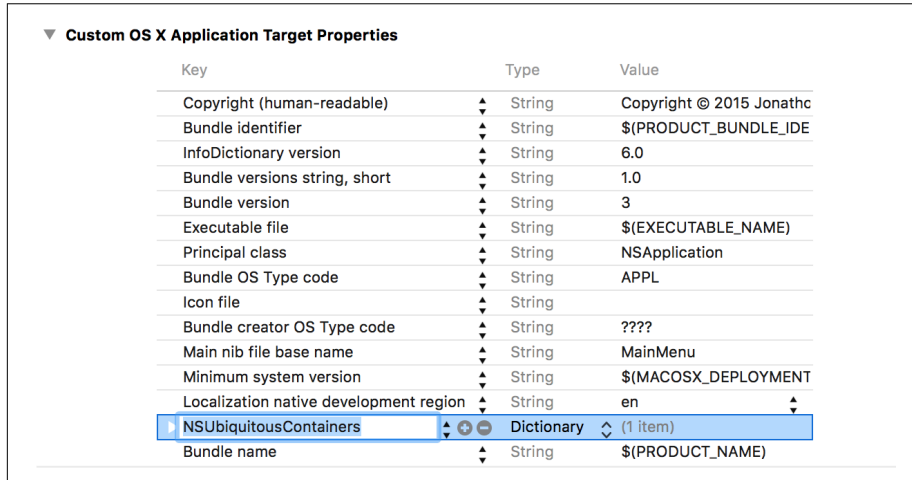 Custom OS X Application Target Properties
Key Type Value
Copyright (human-readable) String Copyright © 2015 Jonathc
Bundle identifier String $(PRODUCT_BUNDLE_IDE
InfoDictionary version String 6.0
Bundle versions string, short String 1.0
Bundle version String 3
Executable file String $(EXECUTABLE_NAME)
Principal class String NSApplication
Bundle OS Type code String APPL
Icon file String
Bundle creator OS Type code String ????
Main nib file base name String MainMenu
Minimum system version String $(MACOSX_DEPLOYMENT
Localization native development region String en
NSUbiquitousContainers Dictionary (1 item)
Bundle name String $(PRODUCT_NAME)